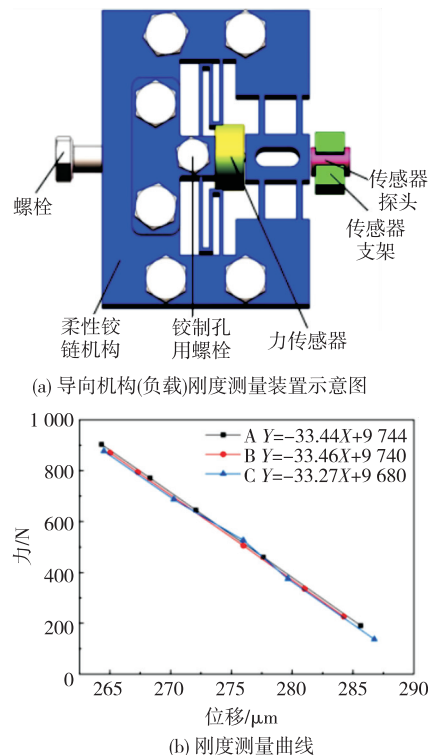 螺栓
传感器
探头
传感器
支架
柔性铰
链机构
铰制孔
用螺栓
力传感器
(a) 导向机构(负载)刚度测量装置示意图
A Y=-33.44X+9 744
B Y=-33.46X+9 740
C Y=-33.27X+9 680
力/N
1 000
800
600
400
200
0
265 270 275 280 285 290
位移/μm
(b) 刚度测量曲线